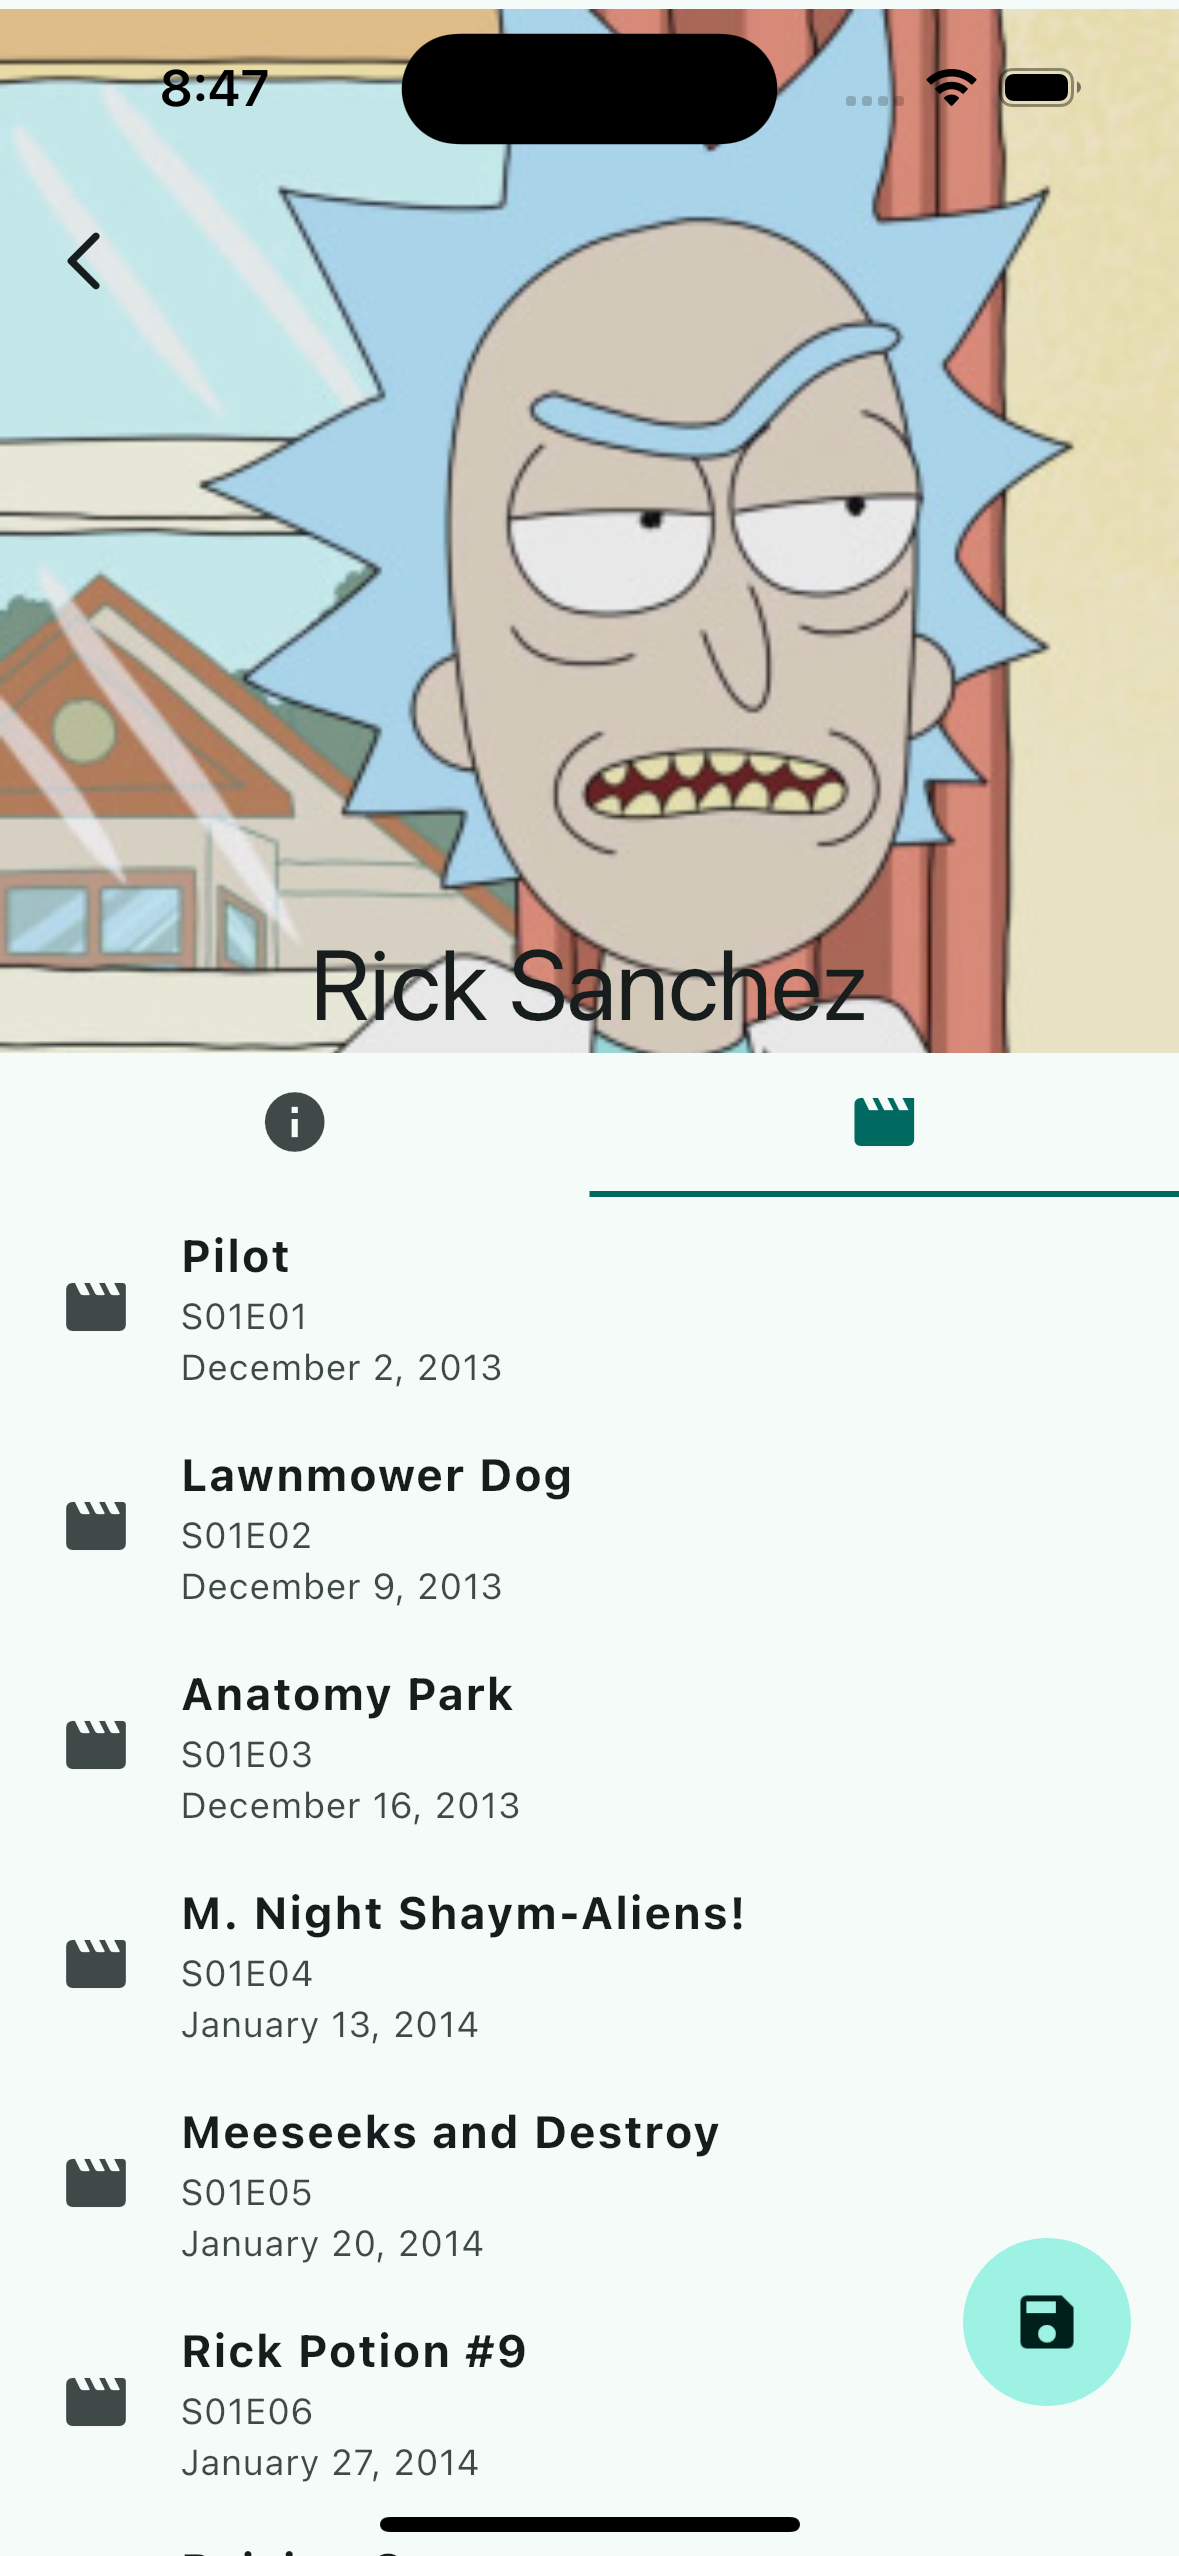 8:47
Rick Sanchez
Pilot
S01E01
December 2, 2013
Lawnmower Dog
S01E02
December 9, 2013
Anatomy Park
S01E03
December 16, 2013
M. Night Shaym-Aliens!
S01E04
January 13, 2014
Meeseeks and Destroy
S01E05
January 20, 2014
Rick Potion #9
S01E06
January 27, 2014